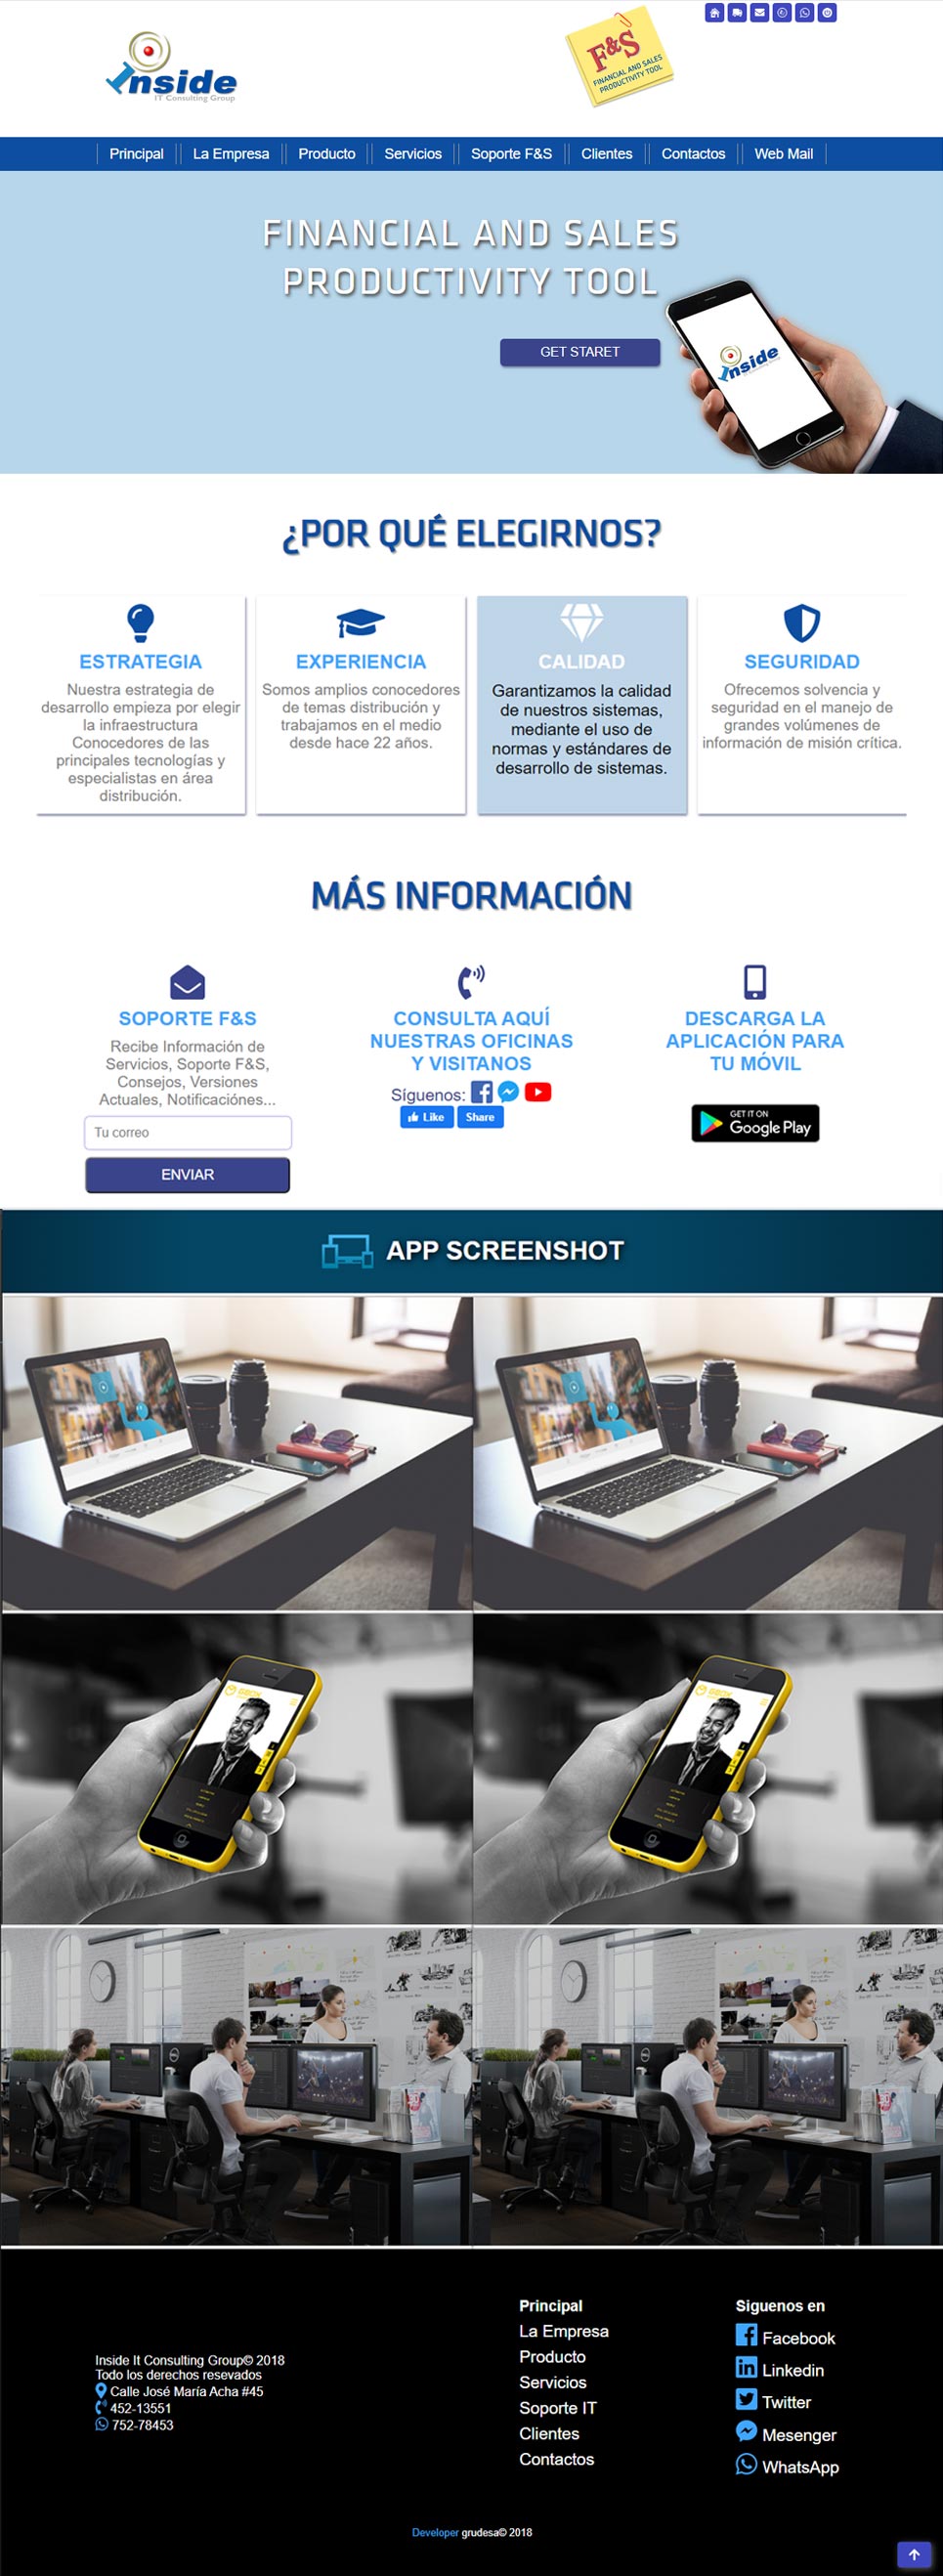 Inside
IT Consulting Group
F&S
FINANCIAL AND SALES
PRODUCTIVITY TOOL
Principal
La Empresa
Producto
Servicios
Soporte F&S
Clientes
Contactos
Web Mail
FINANCIAL AND SALES
PRODUCTIVITY TOOL
GET STARET
Inside
¿POR QUÉ ELEGIRNOS?
ESTRATEGIA
Nuestra estrategia de
desarrollo empieza por elegir
la infraestructura
Conocedores de las
principales tecnologías y
especialistas en área
distribución.
EXPERIENCIA
Somos amplios conocedores
de temas distribución y
trabajamos en el medio
desde hace 22 años.
CALIDAD
Garantizamos la calidad
de nuestros sistemas,
mediante el uso de
normas y estándares de
desarrollo de sistemas.
SEGURIDAD
Ofrecemos solvencia y
seguridad en el manejo de
grandes volúmenes de
información de misión crítica.
MÁS INFORMACIÓN
SOPORTE F&S
Recibe Información de
Servicios, Soporte F&S,
Consejos, Versiones
Actuales, Notificaciónes...
Tu correo
ENVIAR
CONSULTA AQUÍ
NUESTRAS OFICINAS
Y VISITANOS
Síguenos:
Like
Share
DESCARGA LA
APLICACIÓN PARA
TU MÓVIL
GET IT ON
Google Play
APP SCREENSHOT
Inside It Consulting Group© 2018
Todo los derechos resevados
Calle José María Acha #45
452-13551
752-78453
Principal
La Empresa
Producto
Servicios
Soporte IT
Clientes
Contactos
Siguenos en
Facebook
Linkedin
Twitter
Mesenger
WhatsApp
Developer grudesa© 2018